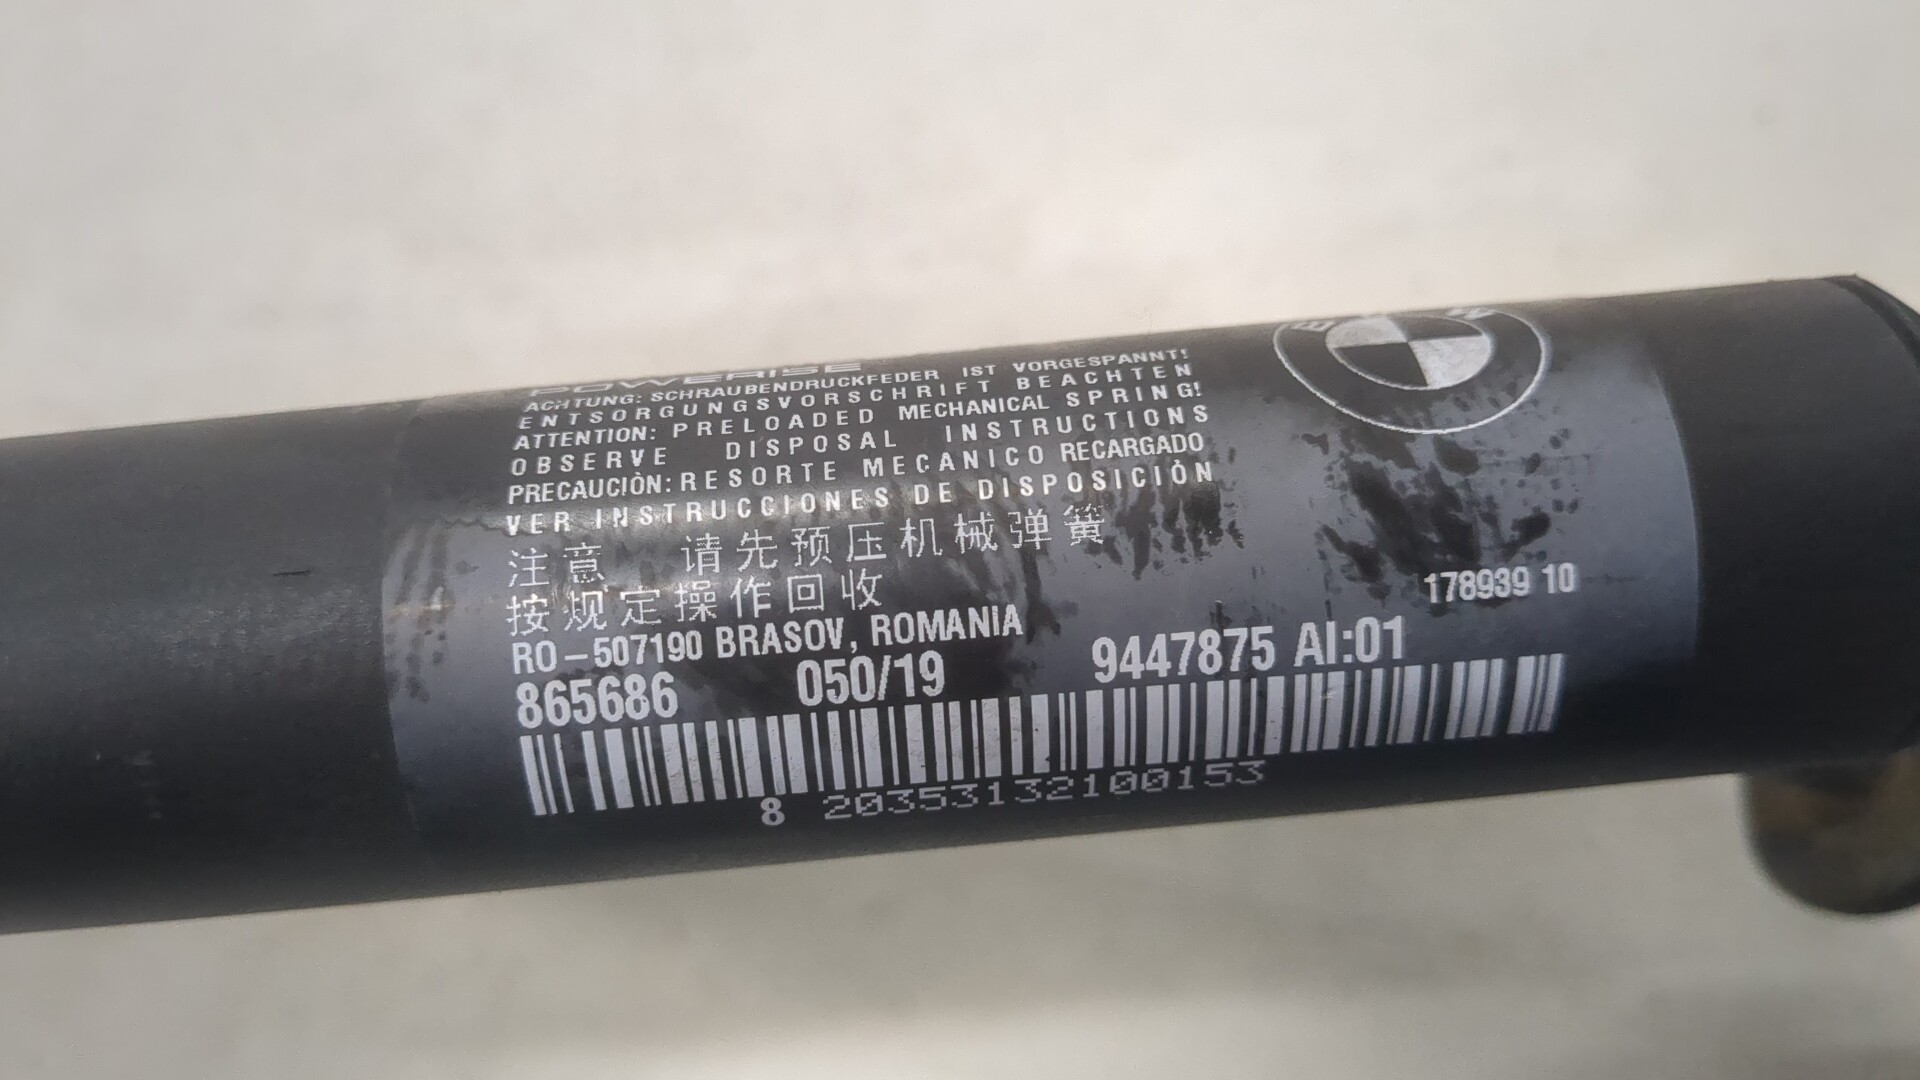 POWERISE
ACHTUNG: SCHRAUBENDRUCKFEDER IST VORGESPANNT!
ENTSORGUNGSVORSCHRIFT BEACHTEN
ATTENTION: PRELOADED MECHANICAL SPRING!
OBSERVE DISPOSAL INSTRUCTIONS
PRECAUCIÒN: RESORTE MECANICO RECARGADO
VER INSTRUCCIONES DE DISPOSICIÒN
注意 请先预压机械弹簧
按规定操作回收
RO-507190 BRASOV, ROMANIA
178939 10
865686 050/19 9447875 AI:01
8 20353132100153
BMW